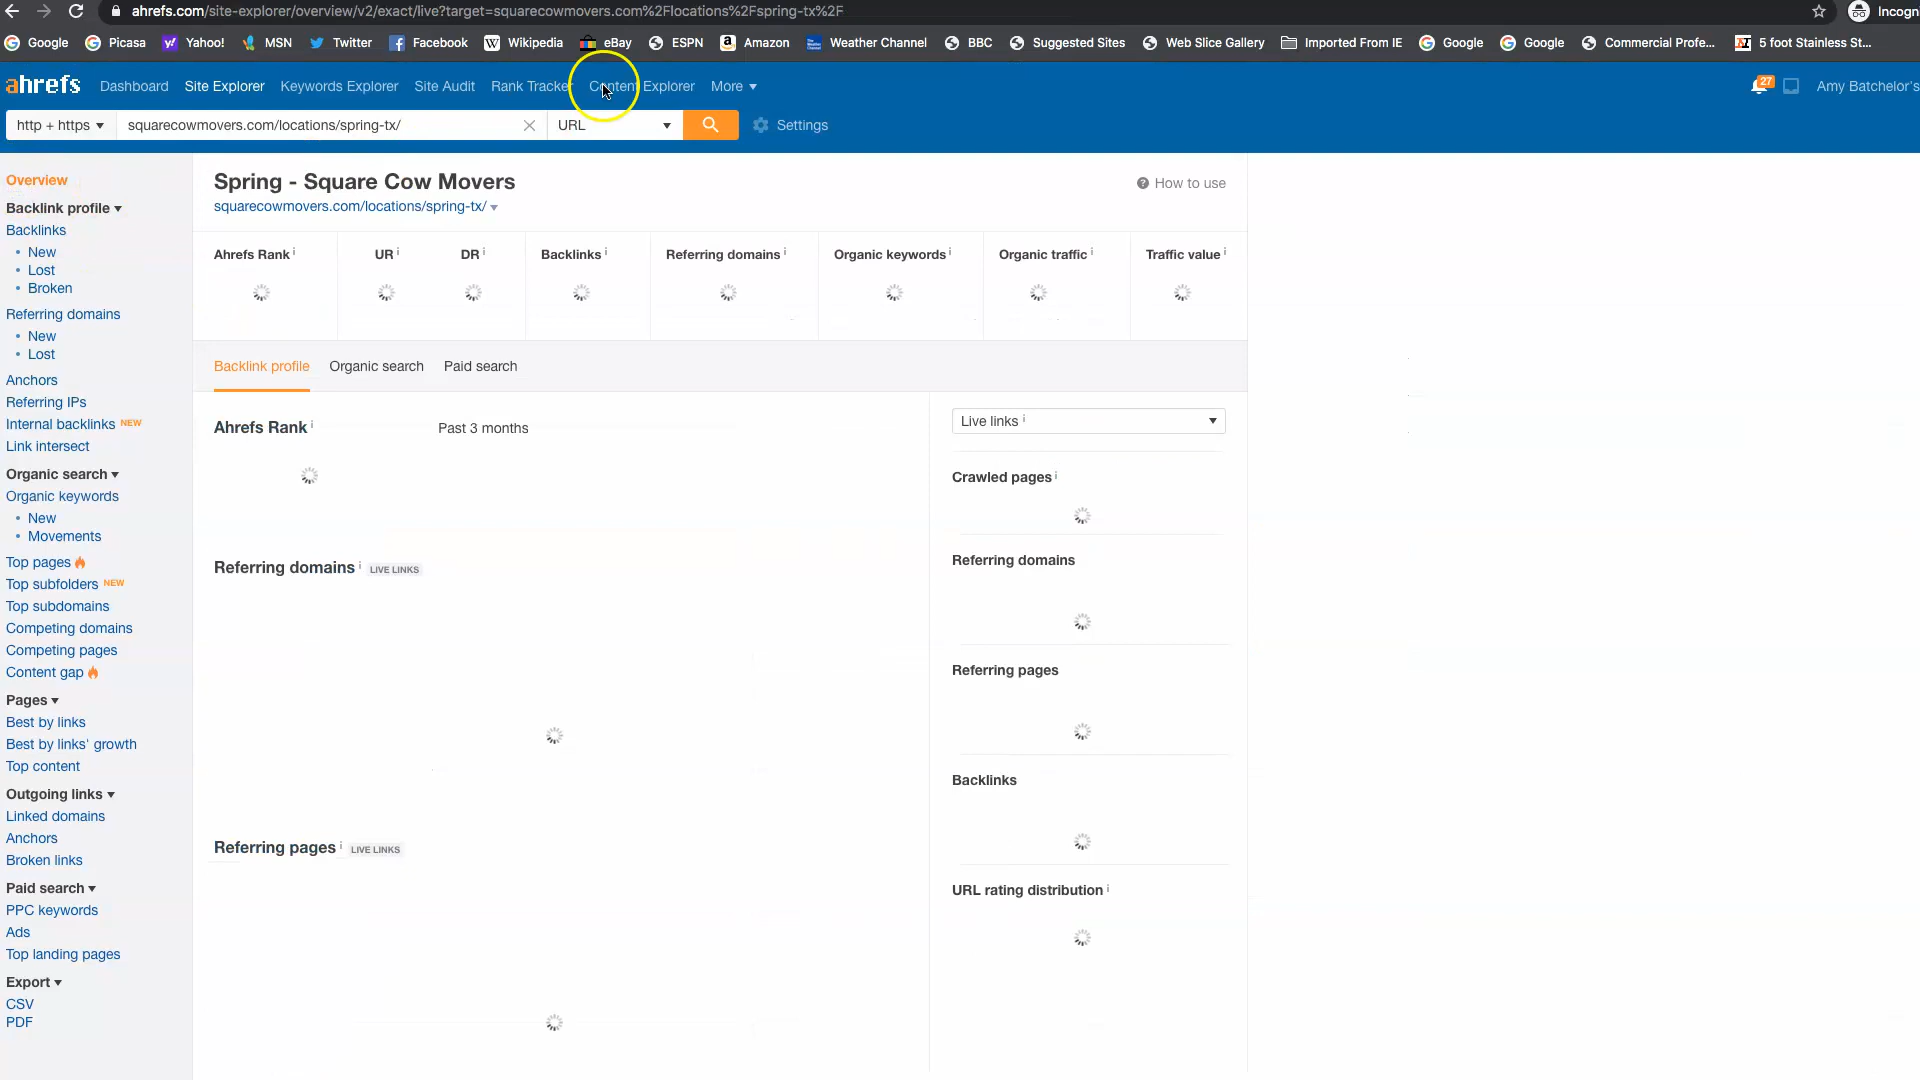 ahrefs.com/site-explorer/overview/v2/exact/live?target=squarecowmovers.com%2Flocations%2Fspring-tx%2F
Incogni
Google Picasa Yahoo! MSN Twitter Facebook Wikipedia eBay ESPN Amazon Weather Channel BBC Suggested Sites Web Slice Gallery Imported From IE Google Google Commercial Profe... 5 foot Stainless St...
ahrefs Dashboard Site Explorer Keywords Explorer Site Audit Rank Tracker Content Explorer More 27 Amy Batchelor's
http + https squarecowmovers.com/locations/spring-tx/ URL Settings
Overview
Backlink profile
Backlinks
• New
• Lost
• Broken
Referring domains
• New
• Lost
Anchors
Referring IPs
Internal backlinks NEW
Link intersect
Organic search
Organic keywords
• New
• Movements
Top pages
Top subfolders NEW
Top subdomains
Competing domains
Competing pages
Content gap
Pages
Best by links
Best by links' growth
Top content
Outgoing links
Linked domains
Anchors
Broken links
Paid search
PPC keywords
Ads
Top landing pages
Export
CSV
PDF
Spring - Square Cow Movers
How to use
squarecowmovers.com/locations/spring-tx/
Ahrefs Rank UR DR Backlinks Referring domains Organic keywords Organic traffic Traffic value
Backlink profile Organic search Paid search
Ahrefs Rank Past 3 months
Referring domains LIVE LINKS
Referring pages LIVE LINKS
Live links
Crawled pages
Referring domains
Referring pages
Backlinks
URL rating distribution